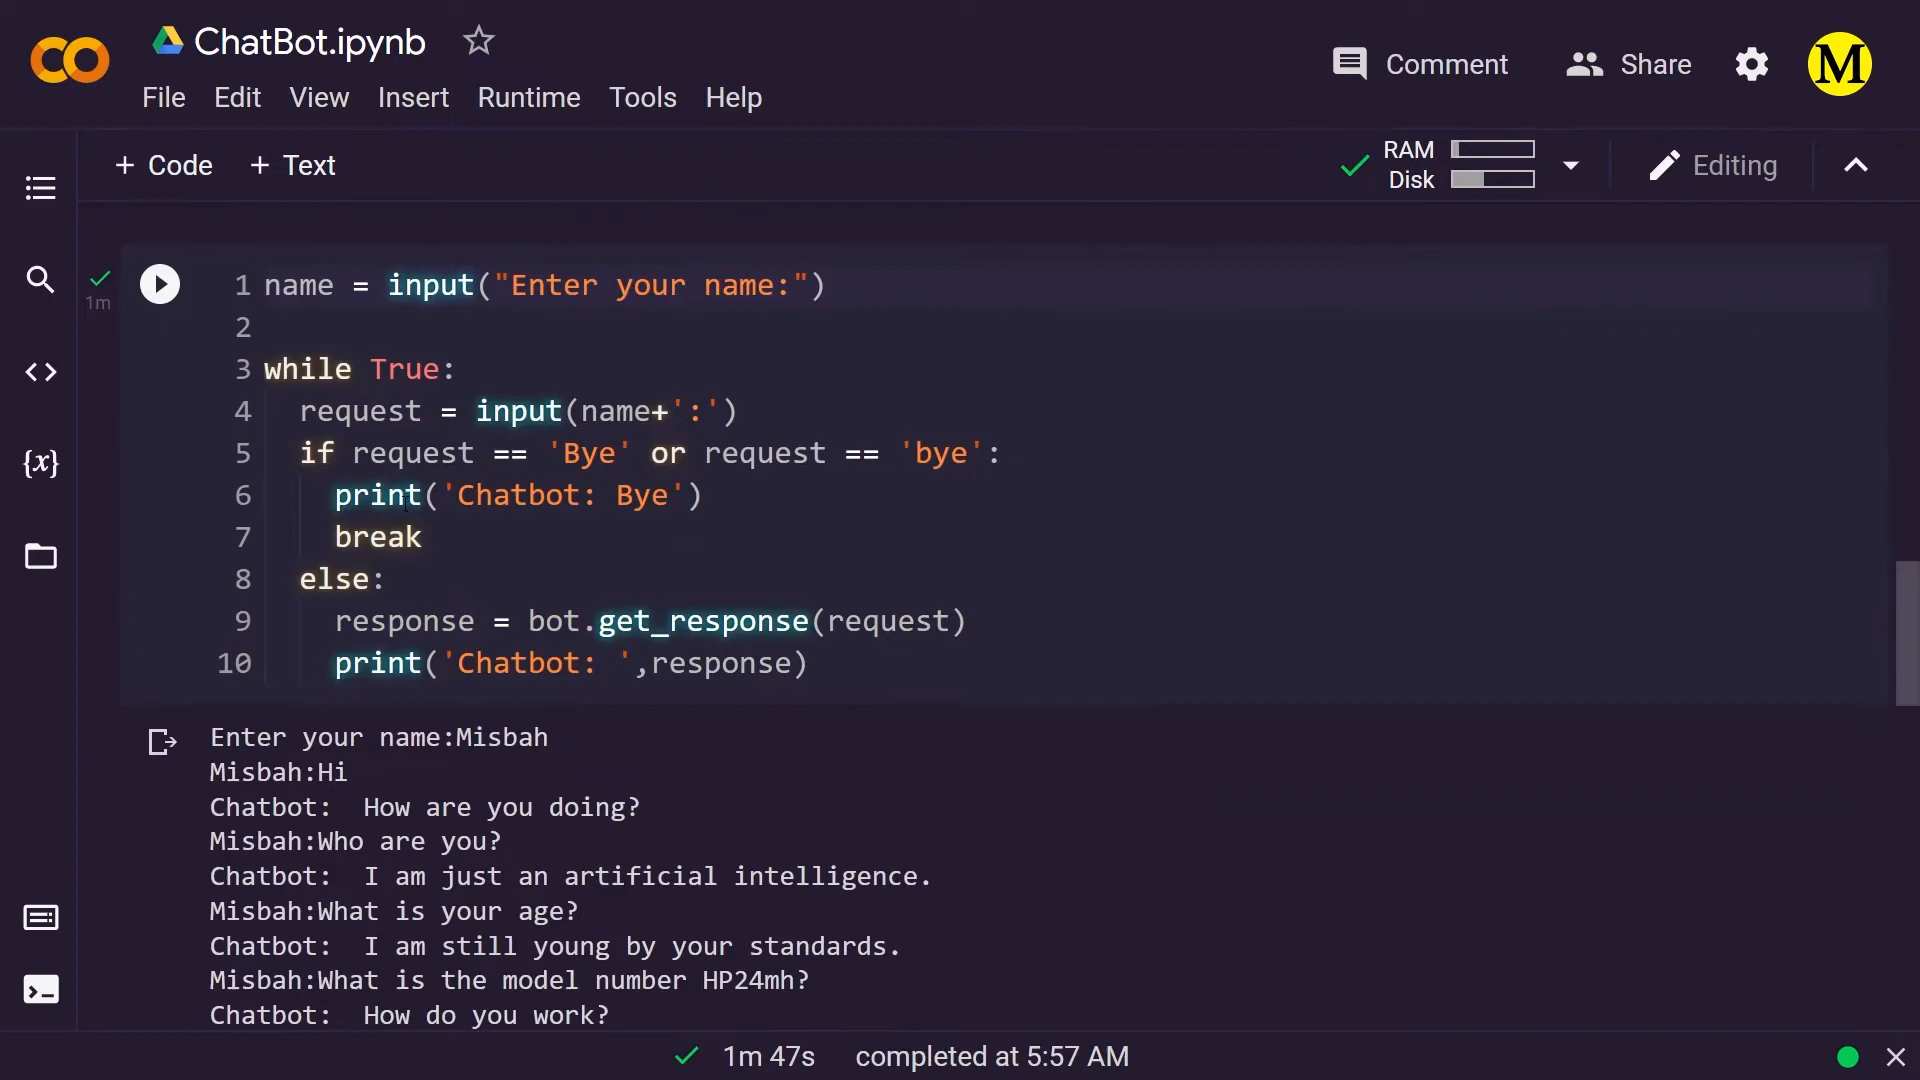 ChatBot.ipynb
Comment
Share
M
File Edit View Insert Runtime Tools Help
+ Code + Text
RAM
Disk
Editing
1 name = input("Enter your name:")
1m
2
3 while True:
4 request = input(name+':')
5 if request == 'Bye' or request == 'bye':
6 print('Chatbot: Bye')
7 break
8 else:
9 response = bot.get_response(request)
10 print('Chatbot: ',response)
{x}
Enter your name:Misbah
Misbah:Hi
Chatbot:  How are you doing?
Misbah:Who are you?
Chatbot:  I am just an artificial intelligence.
Misbah:What is your age?
Chatbot:  I am still young by your standards.
Misbah:What is the model number HP24mh?
Chatbot:  How do you work?
1m 47s completed at 5:57 AM